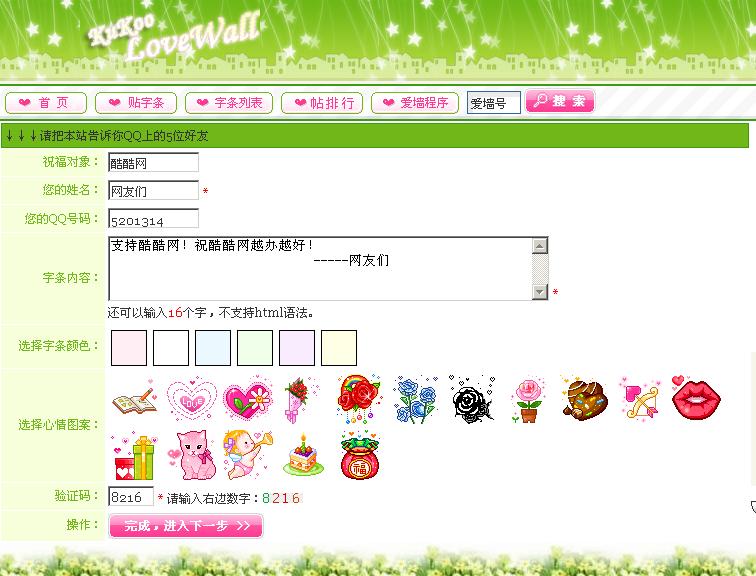 KuKoo LoveWall
首 页 贴字条 字条列表 帖排行 爱墙程序 爱墙号 搜 索
↓↓↓请把本站告诉你QQ上的5位好友
祝福对象： 酷酷网
您的姓名： 网友们 *
您的QQ号码： 5201314
字条内容： 支持酷酷网！祝酷酷网越办越好！
-----网友们
*
还可以输入16个字，不支持html语法。
选择字条颜色：
选择心情图案：
LOVE
福
验证码： 8216 * 请输入右边数字：8216
操作： 完成，进入下一步 >>